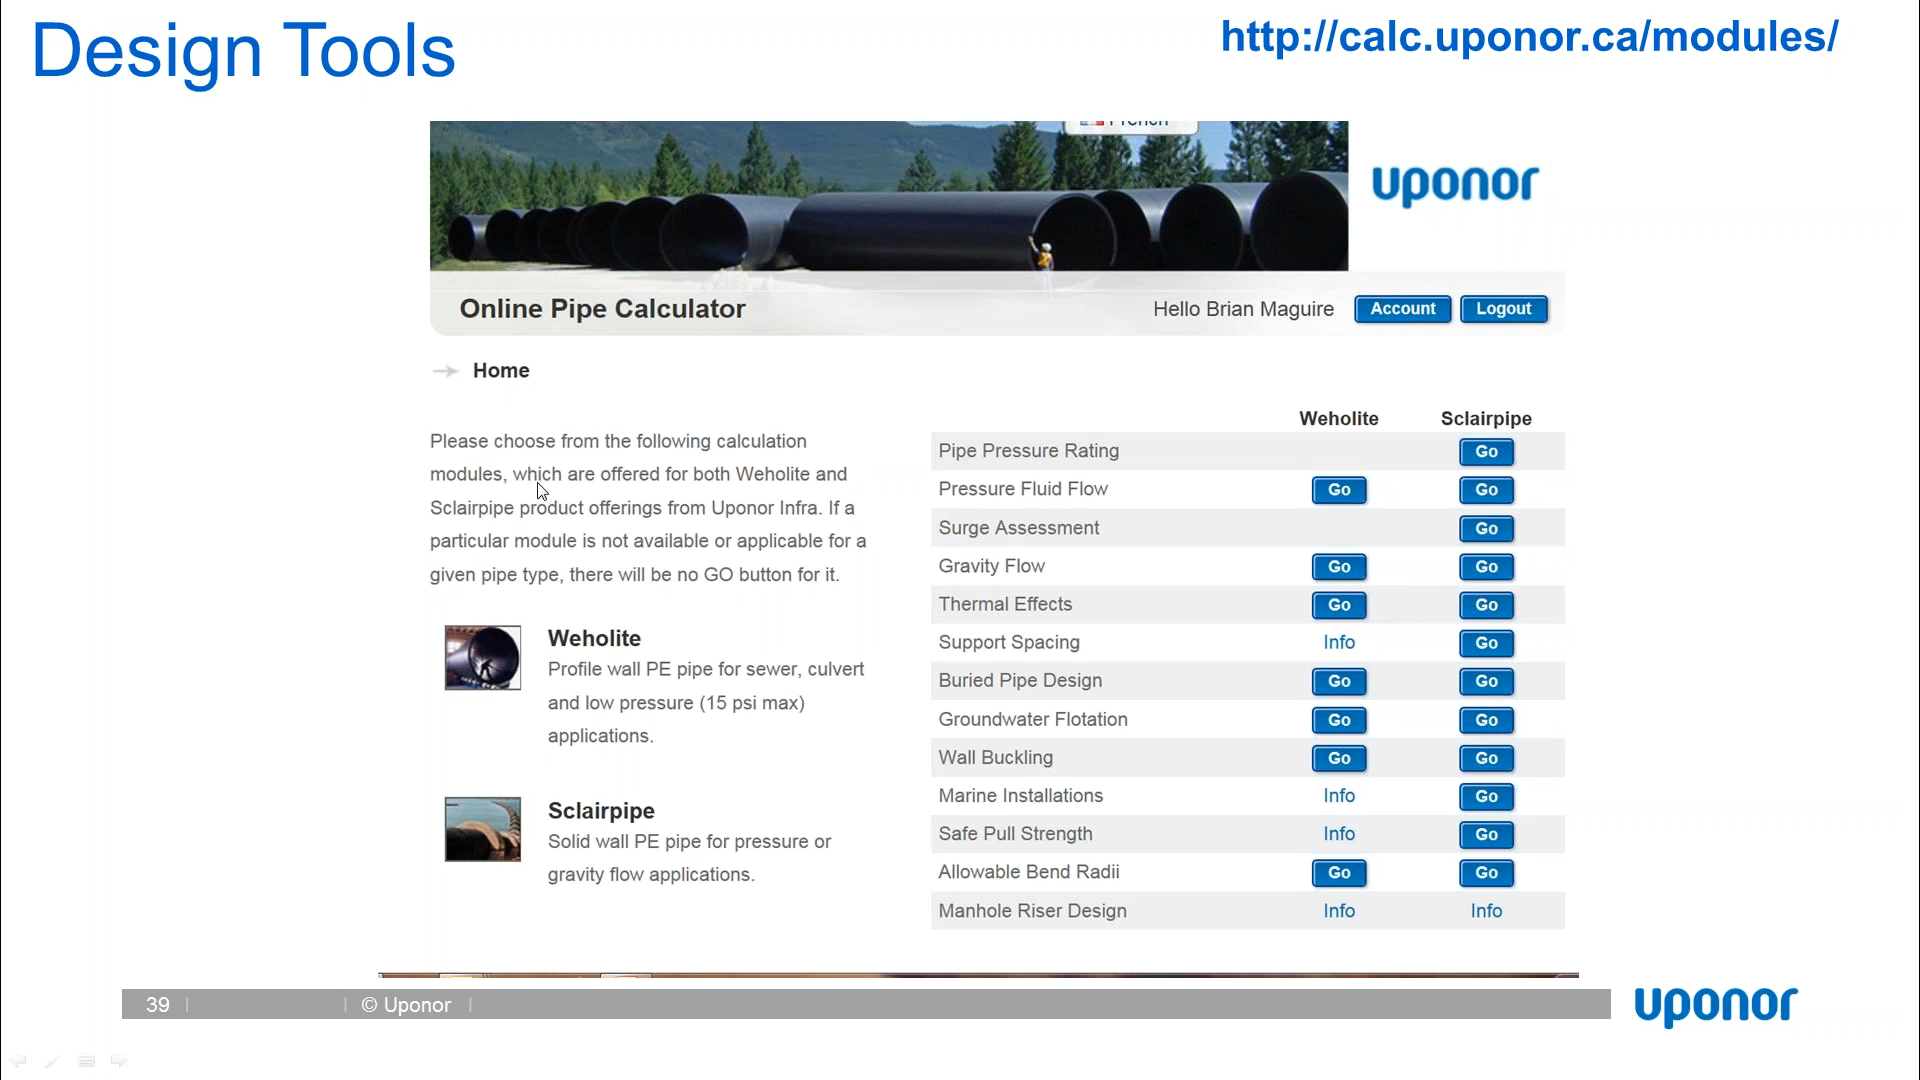 Design Tools
http://calc.uponor.ca/modules/
French
uponor
Online Pipe Calculator
Hello Brian Maguire
Account
Logout
Home
Please choose from the following calculation
modules, which are offered for both Weholite and
Sclairpipe product offerings from Uponor Infra. If a
particular module is not available or applicable for a
given pipe type, there will be no GO button for it.
Weholite
Profile wall PE pipe for sewer, culvert
and low pressure (15 psi max)
applications.
Sclairpipe
Solid wall PE pipe for pressure or
gravity flow applications.
Weholite Sclairpipe
Pipe Pressure Rating Go
Pressure Fluid Flow Go Go
Surge Assessment Go
Gravity Flow Go Go
Thermal Effects Go Go
Support Spacing Info Go
Buried Pipe Design Go Go
Groundwater Flotation Go Go
Wall Buckling Go Go
Marine Installations Info Go
Safe Pull Strength Info Go
Allowable Bend Radii Go Go
Manhole Riser Design Info Info
39 | | © Uponor |
uponor